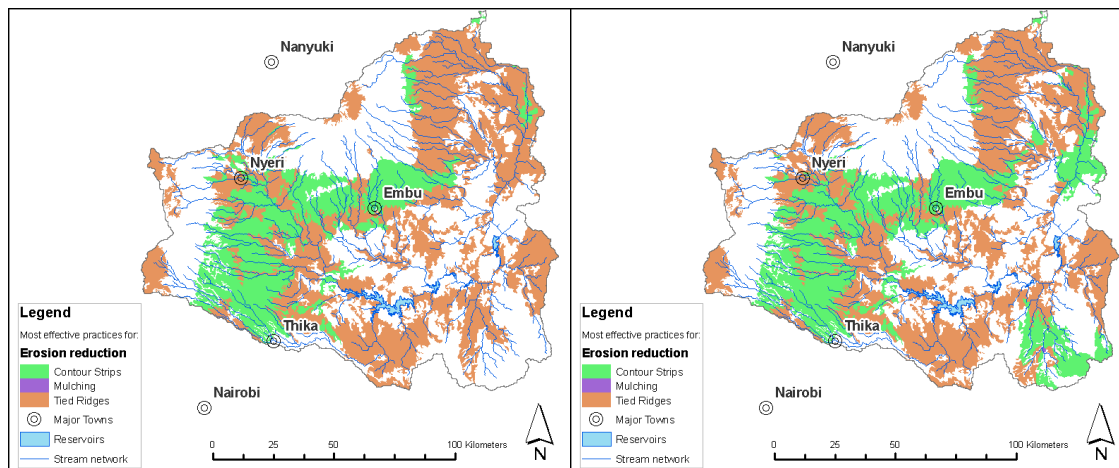 Nanyuki
Nyeri
Embu
Thika
Nairobi
Legend
Most effective practices for:
Erosion reduction
Contour Strips
Mulching
Tied Ridges
Major Towns
Reservoirs
Stream network
0 25 50 100 Kilometers
N
Nanyuki
Nyeri
Embu
Thika
Nairobi
Legend
Most effective practices for:
Erosion reduction
Contour Strips
Mulching
Tied Ridges
Major Towns
Reservoirs
Stream network
0 25 50 100 Kilometers
N